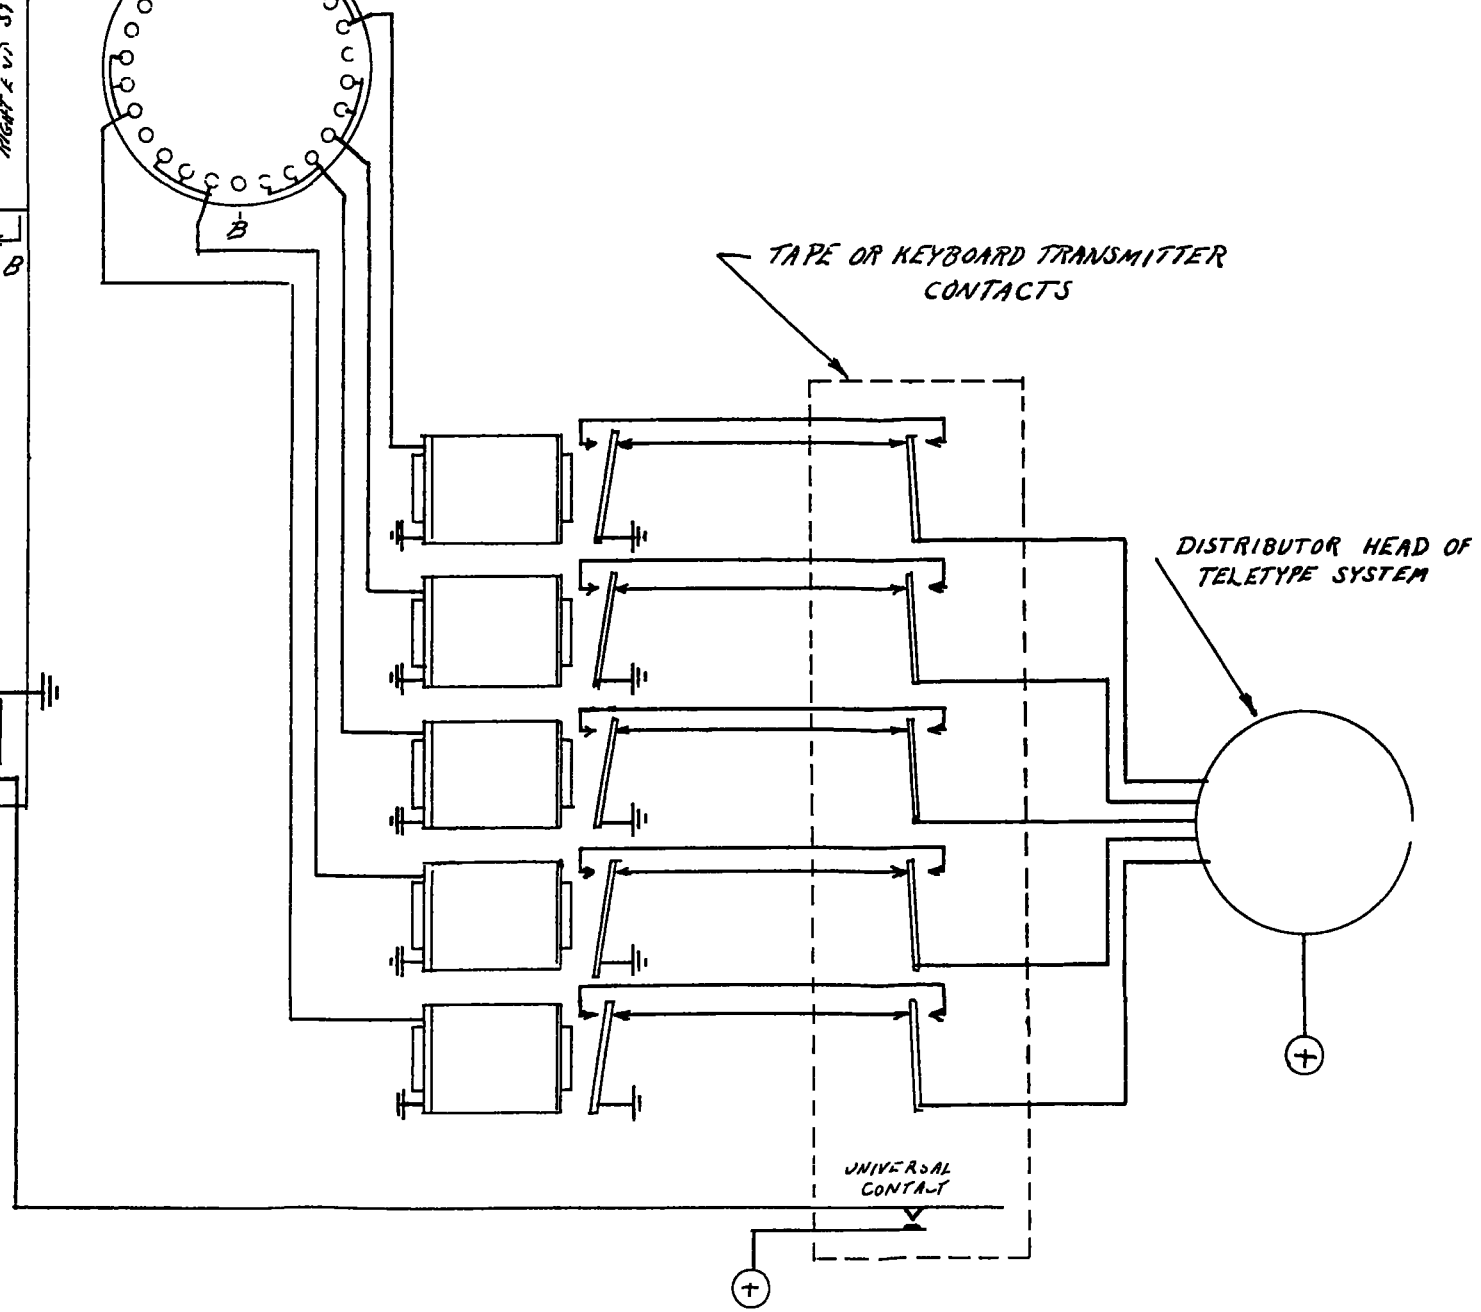 B
B
TAPE OR KEYBOARD TRANSMITTER
CONTACTS
DISTRIBUTOR HEAD OF
TELETYPE SYSTEM
UNIVERSAL
CONTACT
+
+